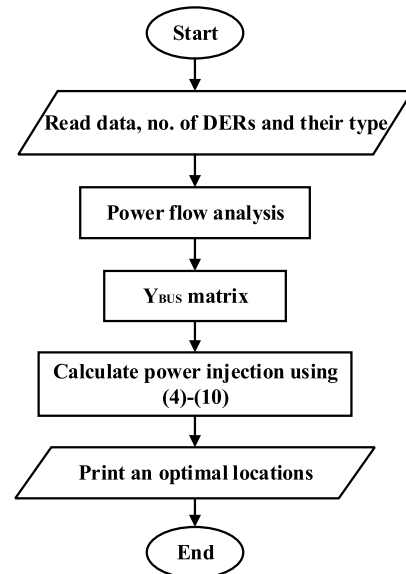 Start
Read data, no. of DERs and their type
Power flow analysis
YBUS matrix
Calculate power injection using
(4)-(10)
Print an optimal locations
End